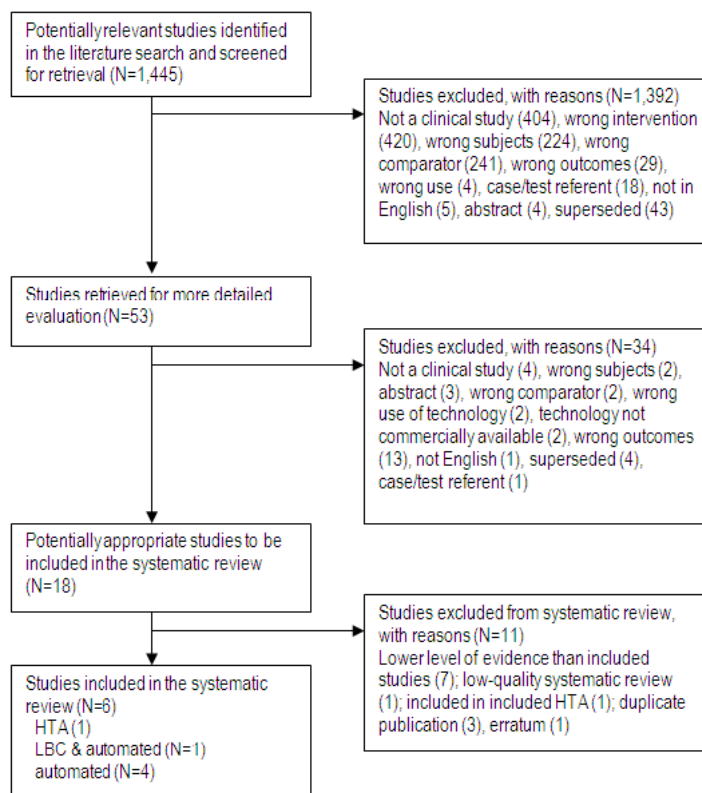 Potentially relevant studies identified
in the literature search and screened
for retrieval (N=1,445)
Studies excluded, with reasons (N=1,392)
Not a clinical study (404), wrong intervention
(420), wrong subjects (224), wrong
comparator (241), wrong outcomes (29),
wrong use (4), case/test referent (18), not in
English (5), abstract (4), superseded (43)
Studies retrieved for more detailed
evaluation (N=53)
Studies excluded, with reasons (N=34)
Not a clinical study (4), wrong subjects (2),
abstract (3), wrong comparator (2), wrong
use of technology (2), technology not
commercially available (2), wrong outcomes
(13), not English (1), superseded (4),
case/test referent (1)
Potentially appropriate studies to be
included in the systematic review
(N=18)
Studies excluded from systematic review,
with reasons (N=11)
Lower level of evidence than included
studies (7); low-quality systematic review
(1); included in included HTA (1); duplicate
publication (3), erratum (1)
Studies included in the systematic
review (N=6)
HTA (1)
LBC & automated (N=1)
automated (N=4)